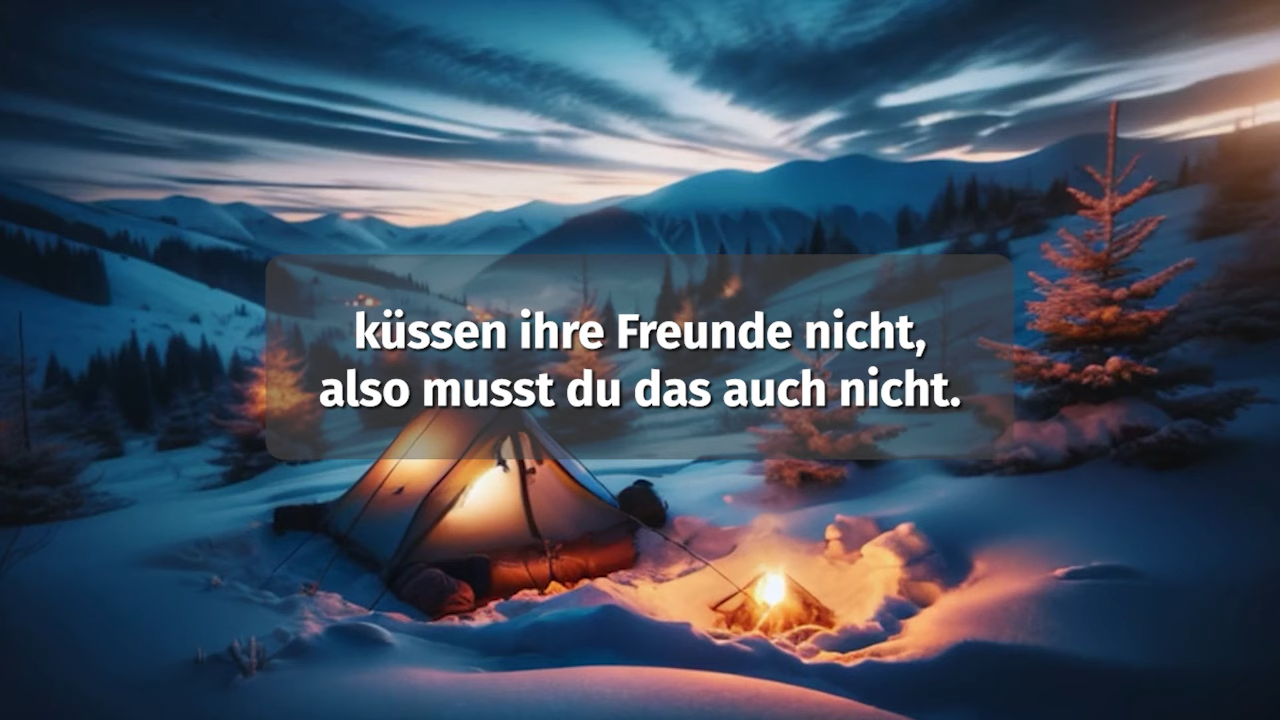 küssen ihre Freunde nicht,
also musst du das auch nicht.